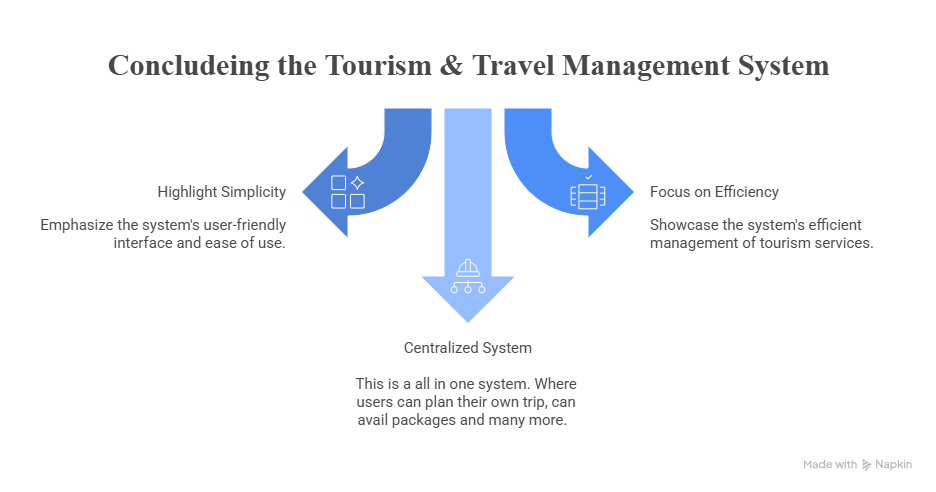 Concludeing the Tourism & Travel Management System
Highlight Simplicity
Emphasize the system's user-friendly
interface and ease of use.
Focus on Efficiency
Showcase the system's efficient
management of tourism services.
Centralized System
This is a all in one system. Where
users can plan their own trip, can
avail packages and many more.
Made with Napkin